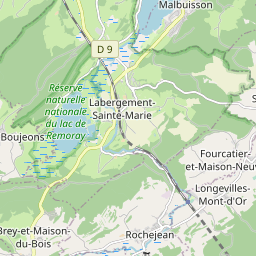 Malbuisson
D 9
Réserve
naturelle
nationale
du lac de
Remoray
Labergement-
Sainte-Marie
Boujeons
Fourcatier-
et-Maison-Neuv
Longevilles-
Mont-d'Or
Brey-et-Maison-
du-Bois
Rochejean